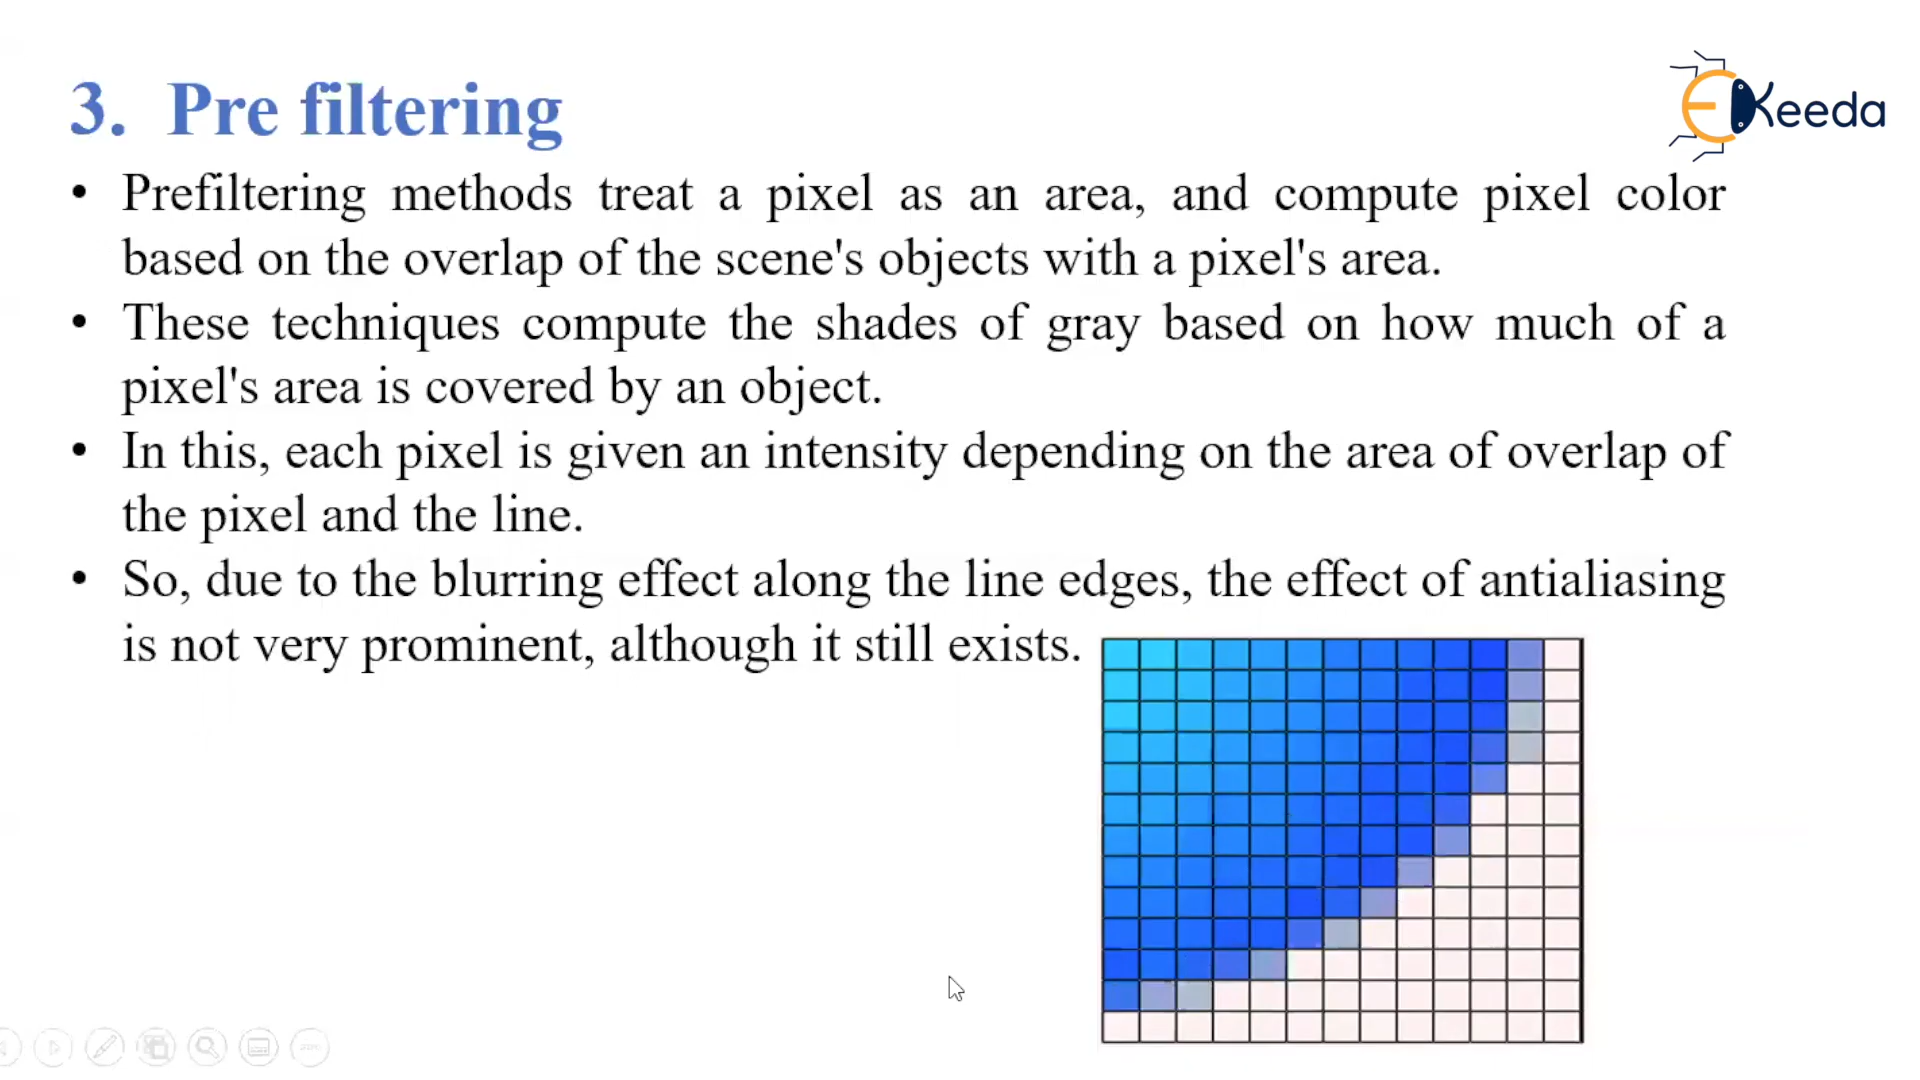 3. Pre filtering
EKeeda
• Prefiltering methods treat a pixel as an area, and compute pixel color
based on the overlap of the scene's objects with a pixel's area.
• These techniques compute the shades of gray based on how much of a
pixel's area is covered by an object.
• In this, each pixel is given an intensity depending on the area of overlap of
the pixel and the line.
• So, due to the blurring effect along the line edges, the effect of antialiasing
is not very prominent, although it still exists.